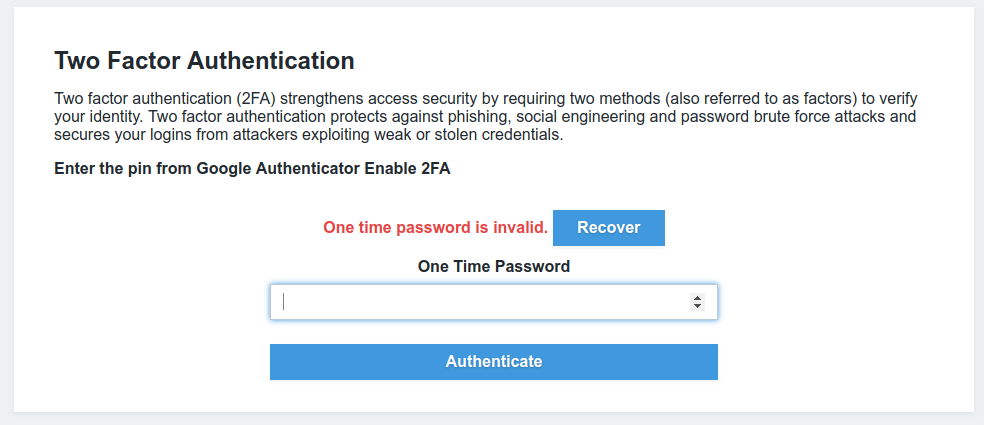 Two Factor Authentication
Two factor authentication (2FA) strengthens access security by requiring two methods (also referred to as factors) to verify
your identity. Two factor authentication protects against phishing, social engineering and password brute force attacks and
secures your logins from attackers exploiting weak or stolen credentials.
Enter the pin from Google Authenticator Enable 2FA
One time password is invalid. Recover
One Time Password
Authenticate